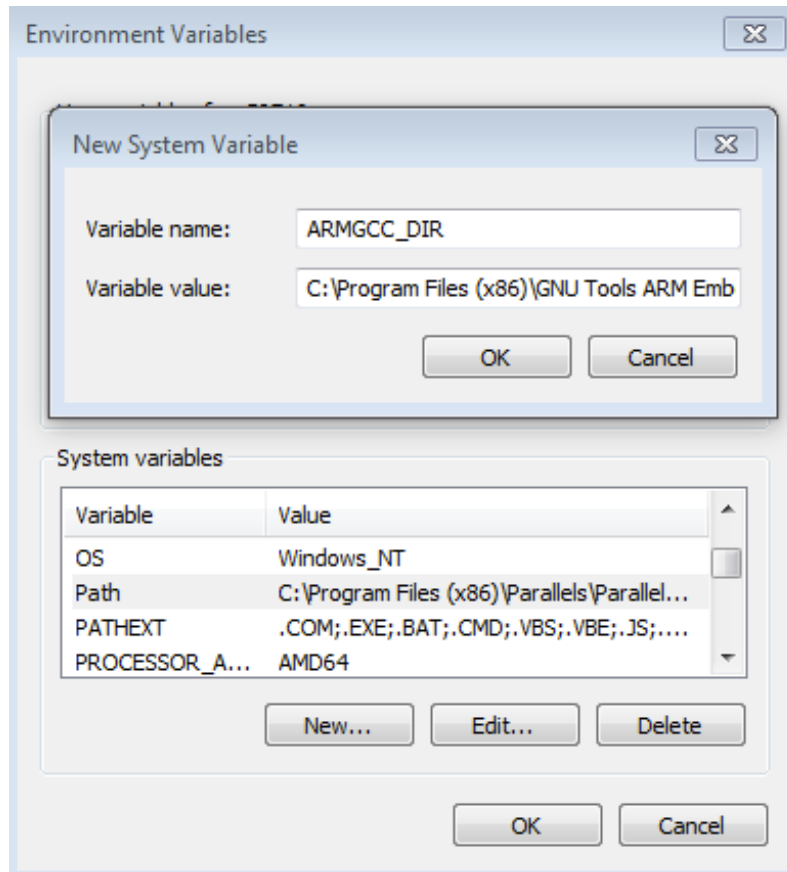 Environment Variables
New System Variable
Variable name:
ARMGCC_DIR
Variable value:
C:\Program Files (x86)\GNU Tools ARM Emb
OK Cancel
System variables
Variable Value
OS Windows_NT
Path C:\Program Files (x86)\Parallels\Parallel...
PATHEXT .COM;.EXE;.BAT;.CMD;.VBS;.VBE;.JS;....
PROCESSOR_A... AMD64
New... Edit... Delete
OK Cancel